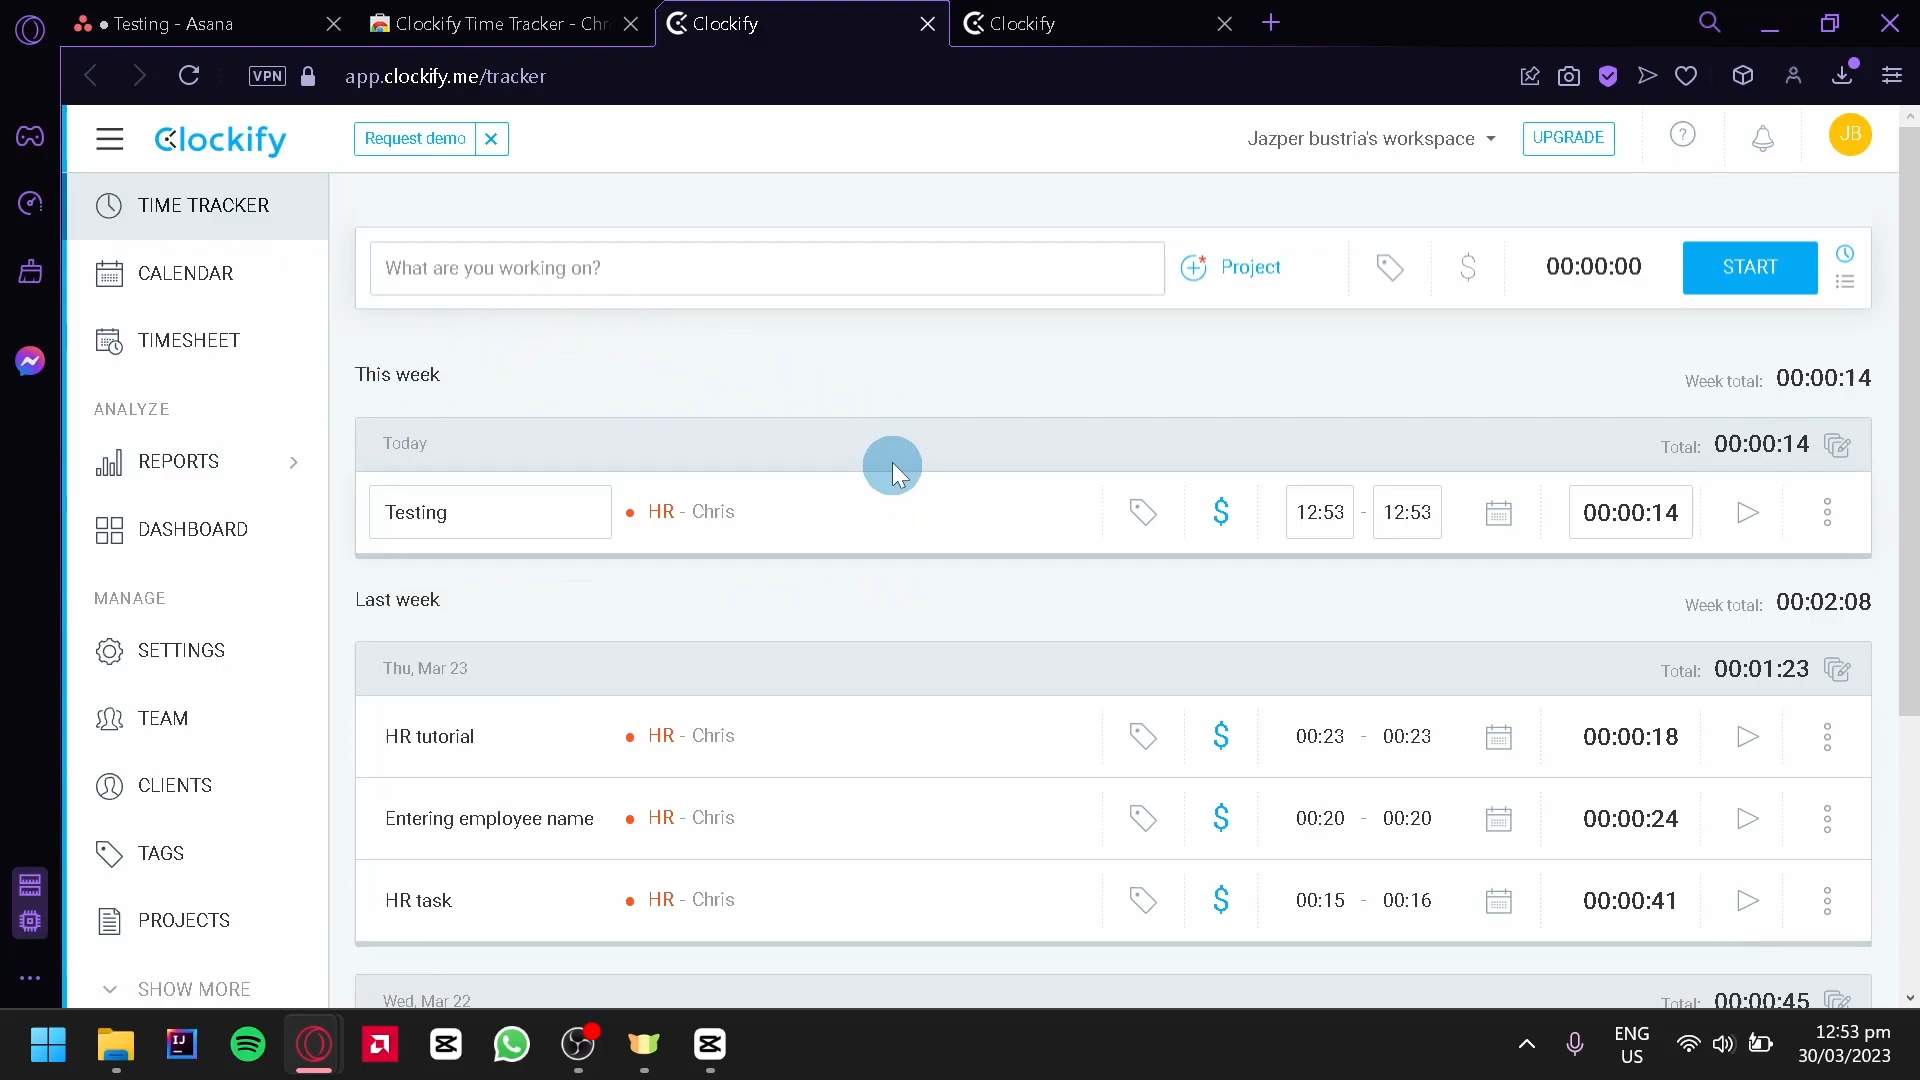 Testing - Asana
Clockify Time Tracker - Chr
Clockify
Clockify
VPN
app.clockify.me/tracker
Clockify
Request demo
Jazper bustria's workspace
UPGRADE
JB
TIME TRACKER
CALENDAR
TIMESHEET
ANALYZE
REPORTS
DASHBOARD
MANAGE
SETTINGS
TEAM
CLIENTS
TAGS
PROJECTS
SHOW MORE
What are you working on?
Project
$
00:00:00
START
This week
Week total: 00:00:14
Today
Total: 00:00:14
Testing
HR - Chris
$
12:53 - 12:53
00:00:14
Last week
Week total: 00:02:08
Thu, Mar 23
Total: 00:01:23
HR tutorial
HR - Chris
$
00:23 - 00:23
00:00:18
Entering employee name
HR - Chris
$
00:20 - 00:20
00:00:24
HR task
HR - Chris
$
00:15 - 00:16
00:00:41
Wed, Mar 22
Total: 00:00:45
IJ
ENG
US
12:53 pm
30/03/2023